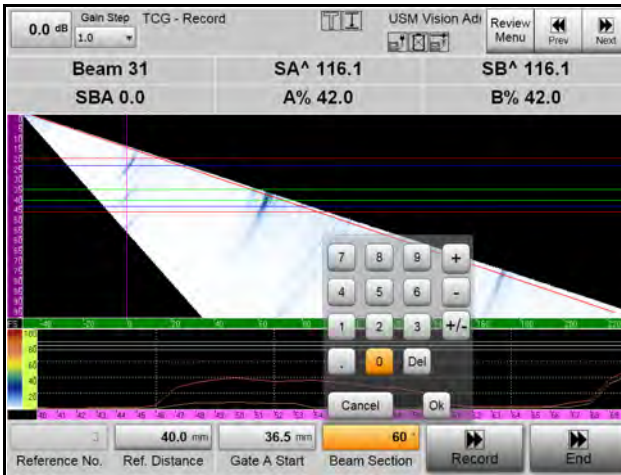 0.0 dB
Gain Step
1.0
TCG - Record
USM Vision Adv
Review Menu
Prev
Next
Beam 31
SA^ 116.1
SB^ 116.1
SBA 0.0
A% 42.0
B% 42.0
7 8 9 +
4 5 6 -
1 2 3 +/-
. 0 Del
Cancel
Ok
40.0 mm
36.5 mm
60 °
Reference No.
Ref. Distance
Gate A Start
Beam Section
Record
End